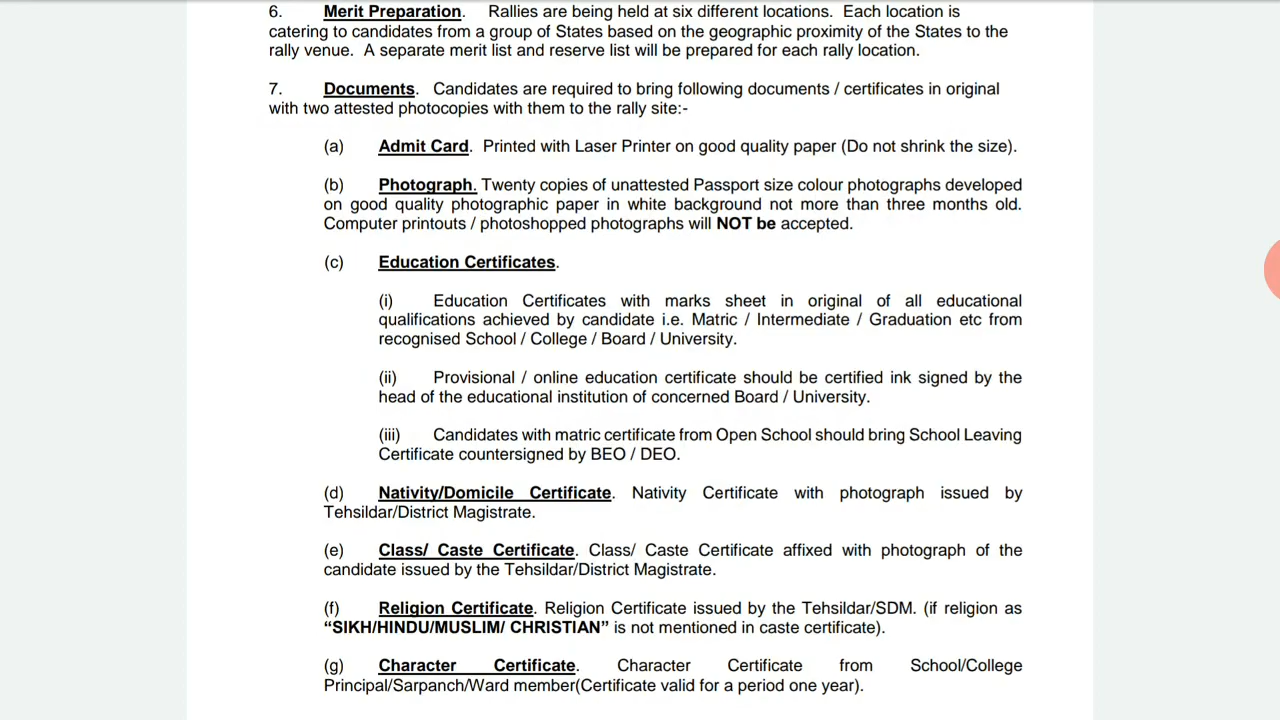 6. Merit Preparation. Rallies are being held at six different locations. Each location is
catering to candidates from a group of States based on the geographic proximity of the States to the
rally venue. A separate merit list and reserve list will be prepared for each rally location.
7. Documents. Candidates are required to bring following documents / certificates in original
with two attested photocopies with them to the rally site:-
(a) Admit Card. Printed with Laser Printer on good quality paper (Do not shrink the size).
(b) Photograph. Twenty copies of unattested Passport size colour photographs developed
on good quality photographic paper in white background not more than three months old.
Computer printouts / photoshopped photographs will NOT be accepted.
(c) Education Certificates.
(i) Education Certificates with marks sheet in original of all educational
qualifications achieved by candidate i.e. Matric / Intermediate / Graduation etc from
recognised School / College / Board / University.
(ii) Provisional / online education certificate should be certified ink signed by the
head of the educational institution of concerned Board / University.
(iii) Candidates with matric certificate from Open School should bring School Leaving
Certificate countersigned by BEO / DEO.
(d) Nativity/Domicile Certificate. Nativity Certificate with photograph issued by
Tehsildar/District Magistrate.
(e) Class/ Caste Certificate. Class/ Caste Certificate affixed with photograph of the
candidate issued by the Tehsildar/District Magistrate.
(f) Religion Certificate. Religion Certificate issued by the Tehsildar/SDM. (if religion as
“SIKH/HINDU/MUSLIM/ CHRISTIAN” is not mentioned in caste certificate).
(g) Character Certificate. Character Certificate from School/College
Principal/Sarpanch/Ward member(Certificate valid for a period one year).